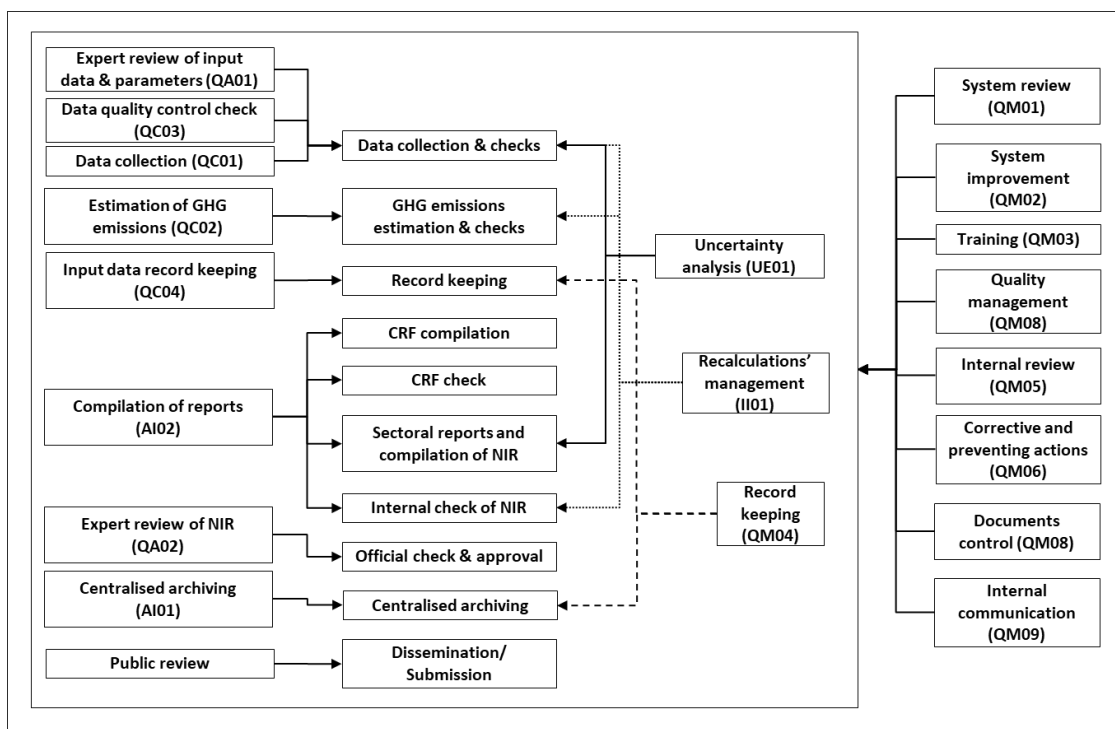 Expert review of input
data & parameters (QA01)
Data quality control check
(QC03)
Data collection (QC01)
Estimation of GHG
emissions (QC02)
Input data record keeping
(QC04)
Compilation of reports
(AI02)
Expert review of NIR
(QA02)
Centralised archiving
(AI01)
Public review
Data collection & checks
GHG emissions
estimation & checks
Record keeping
CRF compilation
CRF check
Sectoral reports and
compilation of NIR
Internal check of NIR
Official check & approval
Centralised archiving
Dissemination/
Submission
Uncertainty
analysis (UE01)
Recalculations’
management
(II01)
Record
keeping
(QM04)
System review
(QM01)
System
improvement
(QM02)
Training (QM03)
Quality
management
(QM08)
Internal review
(QM05)
Corrective and
preventing actions
(QM06)
Documents
control (QM08)
Internal
communication
(QM09)